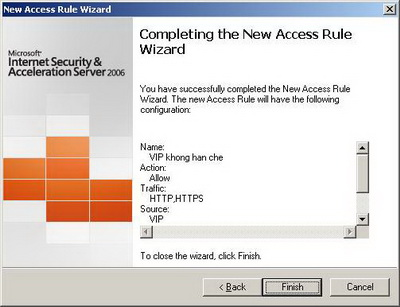 New Access Rule Wizard
Microsoft
Internet Security &
Acceleration Server 2006
Completing the New Access Rule
Wizard
You have successfully completed the New Access Rule
Wizard. The new Access Rule will have the following
configuration:
Name:
VIP khong han che
Action:
Allow
Traffic:
HTTP,HTTPS
Source:
VIP
To close the wizard, click Finish.
< Back
Finish
Cancel